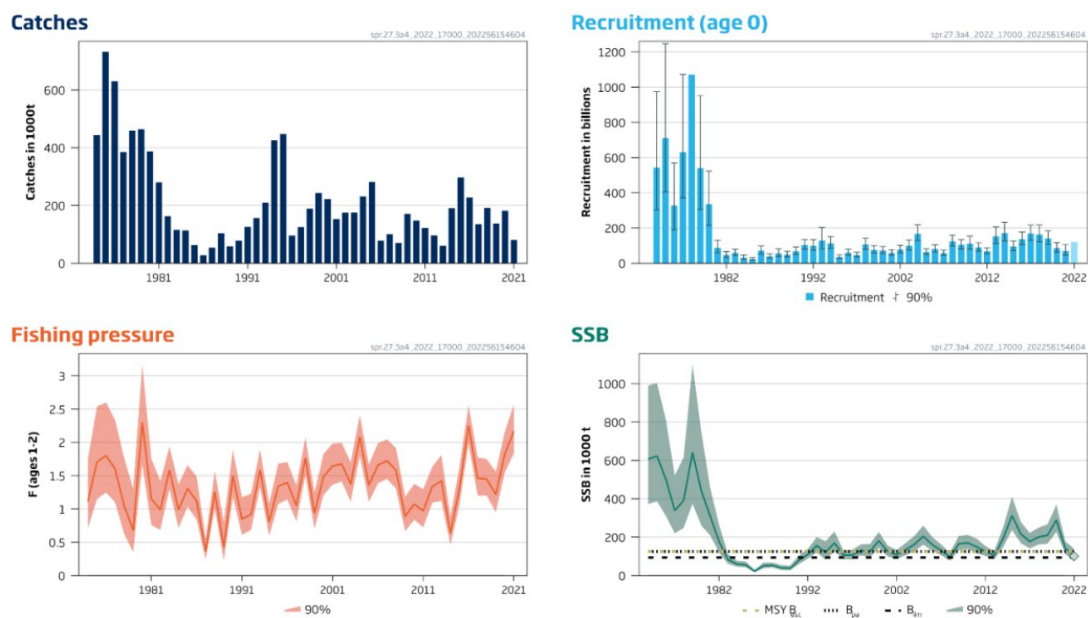 Catches
spr.27.3a4_2022_17000_202256154604
Catches in 1000t
600
400
200
0
1981
1991
2001
2011
2021
Recruitment (age 0)
spr.27.3a4_2022_17000_202256154604
Recruitment in billions
1200
1000
800
600
400
200
0
1982
1992
2002
2012
2022
Recruitment
90%
Fishing pressure
spr.27.3a4_2022_17000_202256154604
F (ages 1-2)
3
2.5
2
1.5
1
0.5
0
1981
1991
2001
2011
2021
90%
SSB
spr.27.3a4_2022_17000_202256154604
SSB in 1000 t
1000
800
600
400
200
0
1982
1992
2002
2012
2022
MSY B
B pa
B lim
90%